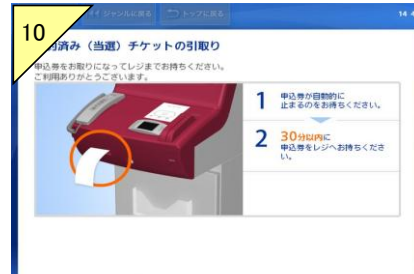 10
ジャンルに戻る トップに戻る 14
済み（当選）チケットの引取り
申込券をお取りになってレジまでお持ちください。
ご利用ありがとうございます。
1 申込券が自動的に
止まるのをお待ちください。
2 30分以内に
申込券をレジへお持ちくださ
い。